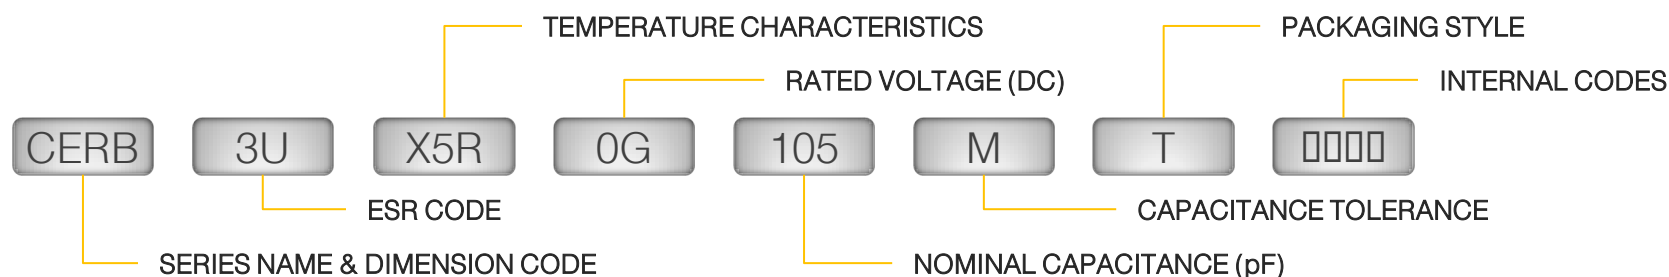 TEMPERATURE CHARACTERISTICS
PACKAGING STYLE
RATED VOLTAGE (DC)
INTERNAL CODES
CERB 3U X5R 0G 105 M T ▯▯▯▯
ESR CODE
CAPACITANCE TOLERANCE
SERIES NAME & DIMENSION CODE
NOMINAL CAPACITANCE (pF)